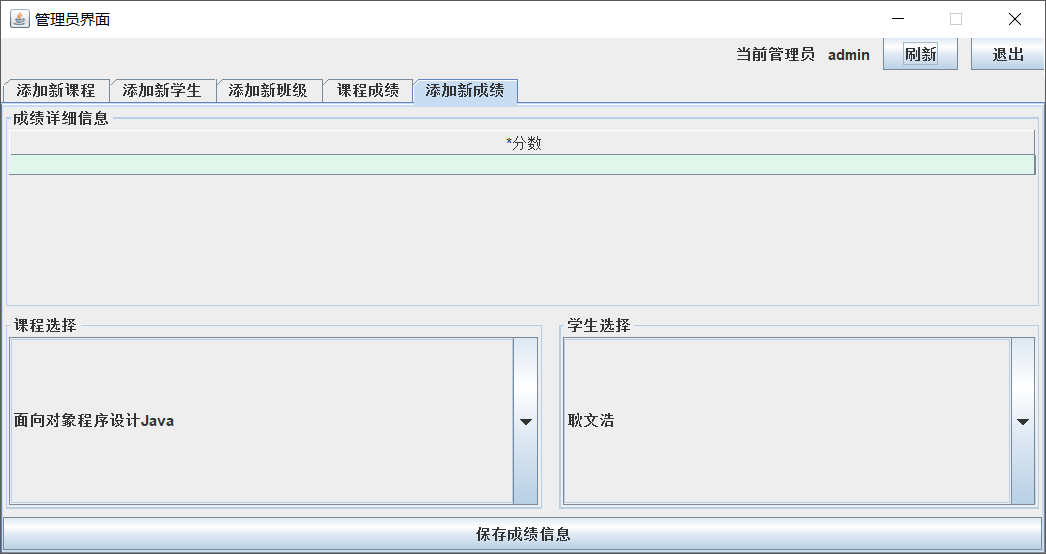 管理员界面
当前管理员 admin 刷新 退出
添加新课程 添加新学生 添加新班级 课程成绩 添加新成绩
成绩详细信息
*分数
课程选择 学生选择
面向对象程序设计Java 耿文浩
保存成绩信息